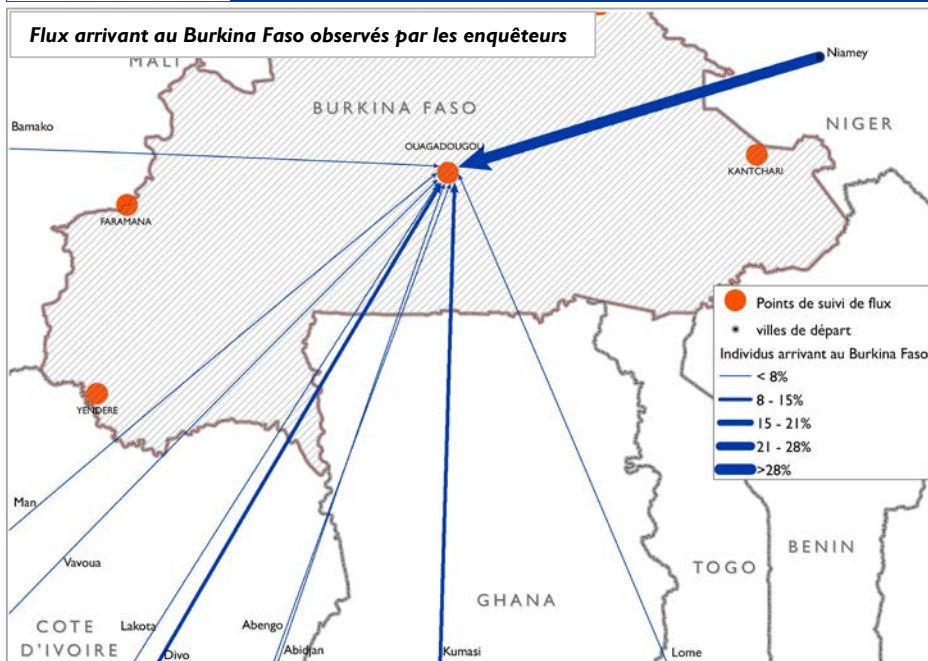 Flux arrivant au Burkina Faso observés par les enquêteurs
MALI
Niamey
BURKINA FASO
Bamako
NIGER
OUAGADOUGOU
KANTCHARI
FARAMANA
Points de suivi de flux
villes de départ
Individus arrivant au Burkina Faso
< 8%
8 - 15%
15 - 21%
21 - 28%
>28%
YENDERE
Man
Vavoua
BENIN
TOGO
GHANA
COTE
D'IVOIRE
Lakota
Abengo
Divo
Abidjan
Kumasi
Lome